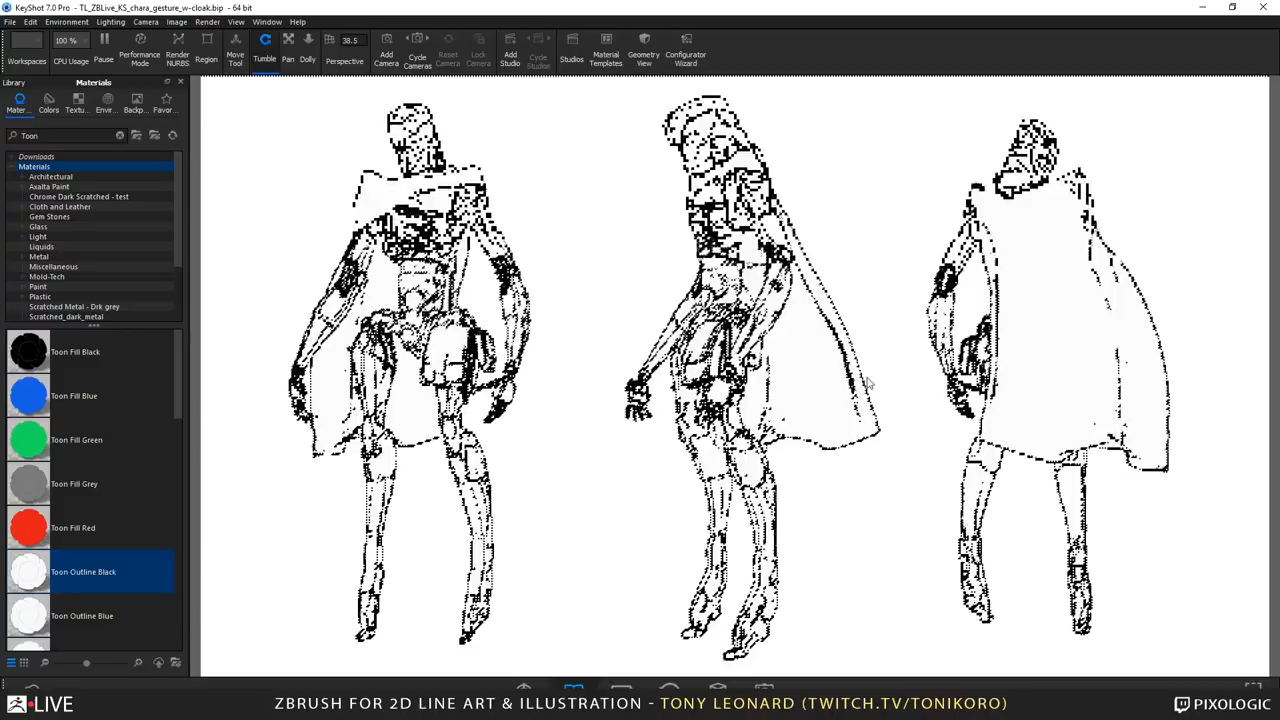 KeyShot 7.0 Pro - TL_ZBLive_KS_chara_gesture_w-cloak.bip - 64 bit
File Edit Environment Lighting Camera Image Render View Window Help
100 % 38.5
Workspaces CPU Usage Pause Performance Mode Render NURBS Region Move Tool Tumble Pan Dolly Perspective Add Camera Cycle Cameras Reset Camera Lock Camera Add Studio Cycle Studios Studios Material Templates Geometry View Configurator Wizard
Library Materials
Mater... Colors Textu... Envir... Backp... Favor...
Toon
Downloads
Materials
Architectural
Axalta Paint
Chrome Dark Scratched - test
Cloth and Leather
Gem Stones
Glass
Light
Liquids
Metal
Miscellaneous
Mold-Tech
Paint
Plastic
Scratched Metal - Drk grey
Scratched_dark_metal
Toon Fill Black
Toon Fill Blue
Toon Fill Green
Toon Fill Grey
Toon Fill Red
Toon Outline Black
Toon Outline Blue
LIVE ZBRUSH FOR 2D LINE ART & ILLUSTRATION - TONY LEONARD (TWITCH.TV/TONIKORO) PIXOLOGIC